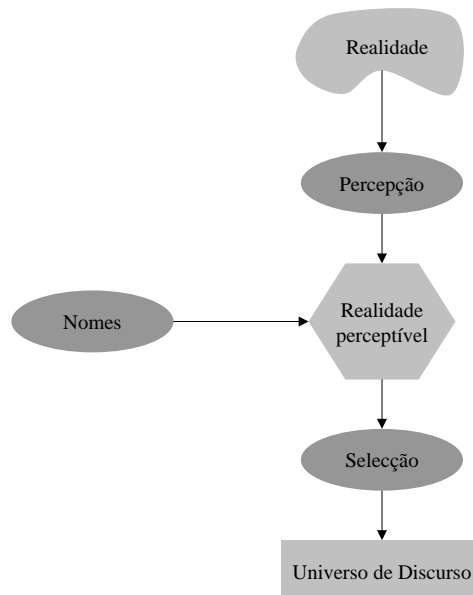 Realidade
Percepção
Nomes
Realidade
perceptível
Selecção
Universo de Discurso